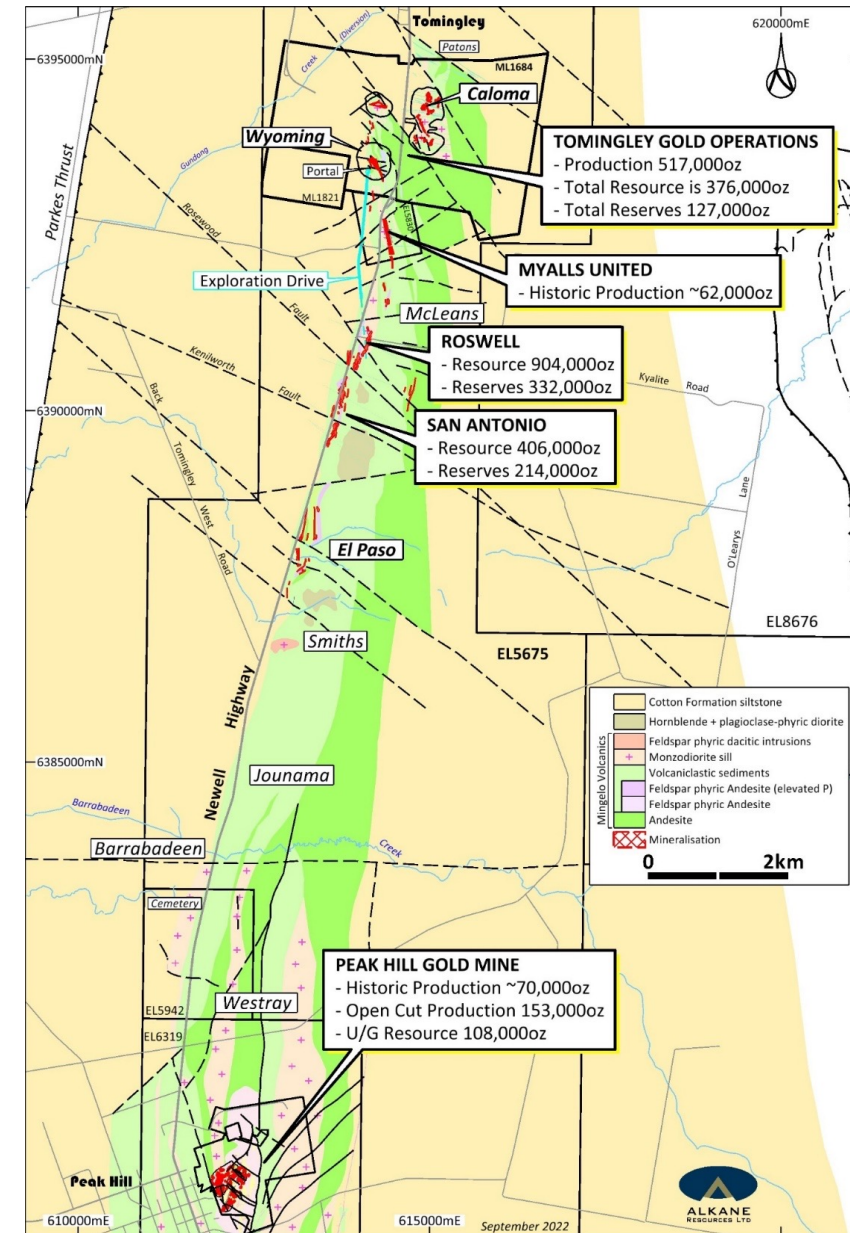 Tomingley
620000mE
Patons
Creek
(Diversion)
6395000mN
ML1684
Caloma
Wyoming
Gundong
Portal
ML1821
EL5830
TOMINGLEY GOLD OPERATIONS
- Production 517,000oz
- Total Resource is 376,000oz
- Total Reserves 127,000oz
Parkes Thrust
Rosewood
Fault
MYALLS UNITED
- Historic Production ~62,000oz
Exploration Drive
McLeans
ROSWELL
- Resource 904,000oz
- Reserves 332,000oz
Kenilworth
Fault
Kyalite Road
6390000mN
SAN ANTONIO
- Resource 406,000oz
- Reserves 214,000oz
Back
Tomingley
West
Road
O'Learys Lane
El Paso
EL8676
Smiths
EL5675
Newell Highway
Cotton Formation siltstone
Hornblende + plagioclase-phyric diorite
Mingelo Volcanics
Feldspar phyric dacitic intrusions
Monzodiorite sill
Volcaniclastic sediments
Feldspar phyric Andesite (elevated P)
Feldspar phyric Andesite
Andesite
Mineralisation
0 2km
6385000mN
Jounama
Barrabadeen
Creek
Barrabadeen
Cemetery
PEAK HILL GOLD MINE
- Historic Production ~70,000oz
- Open Cut Production 153,000oz
- U/G Resource 108,000oz
Westray
EL5942
EL6319
Peak Hill
ALKANE
RESOURCES LTD
610000mE
615000mE
September 2022